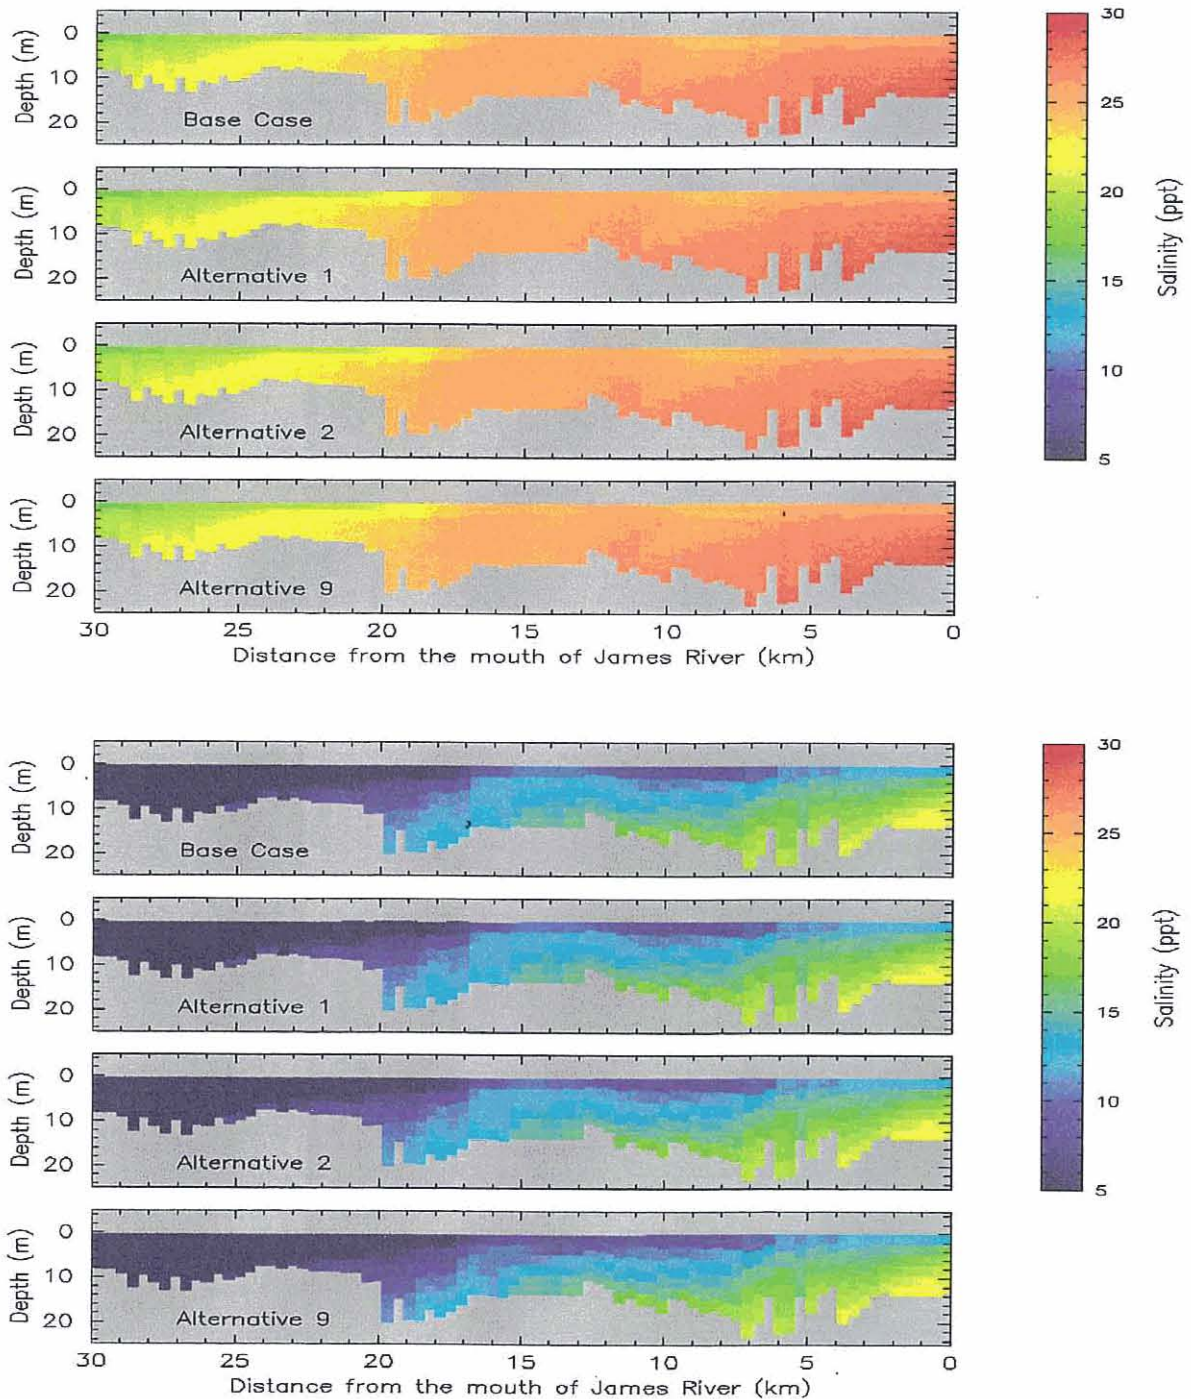 0
10
20
Depth (m)
Base Case
0
10
20
Depth (m)
Alternative 1
0
10
20
Depth (m)
Alternative 2
0
10
20
Depth (m)
Alternative 9
30 25 20 15 10 5 0
Distance from the mouth of James River (km)
30
25
20
15
10
5
Salinity (ppt)
0
10
20
Depth (m)
Base Case
0
10
20
Depth (m)
Alternative 1
0
10
20
Depth (m)
Alternative 2
0
10
20
Depth (m)
Alternative 9
30 25 20 15 10 5 0
Distance from the mouth of James River (km)
30
25
20
15
10
5
Salinity (ppt)